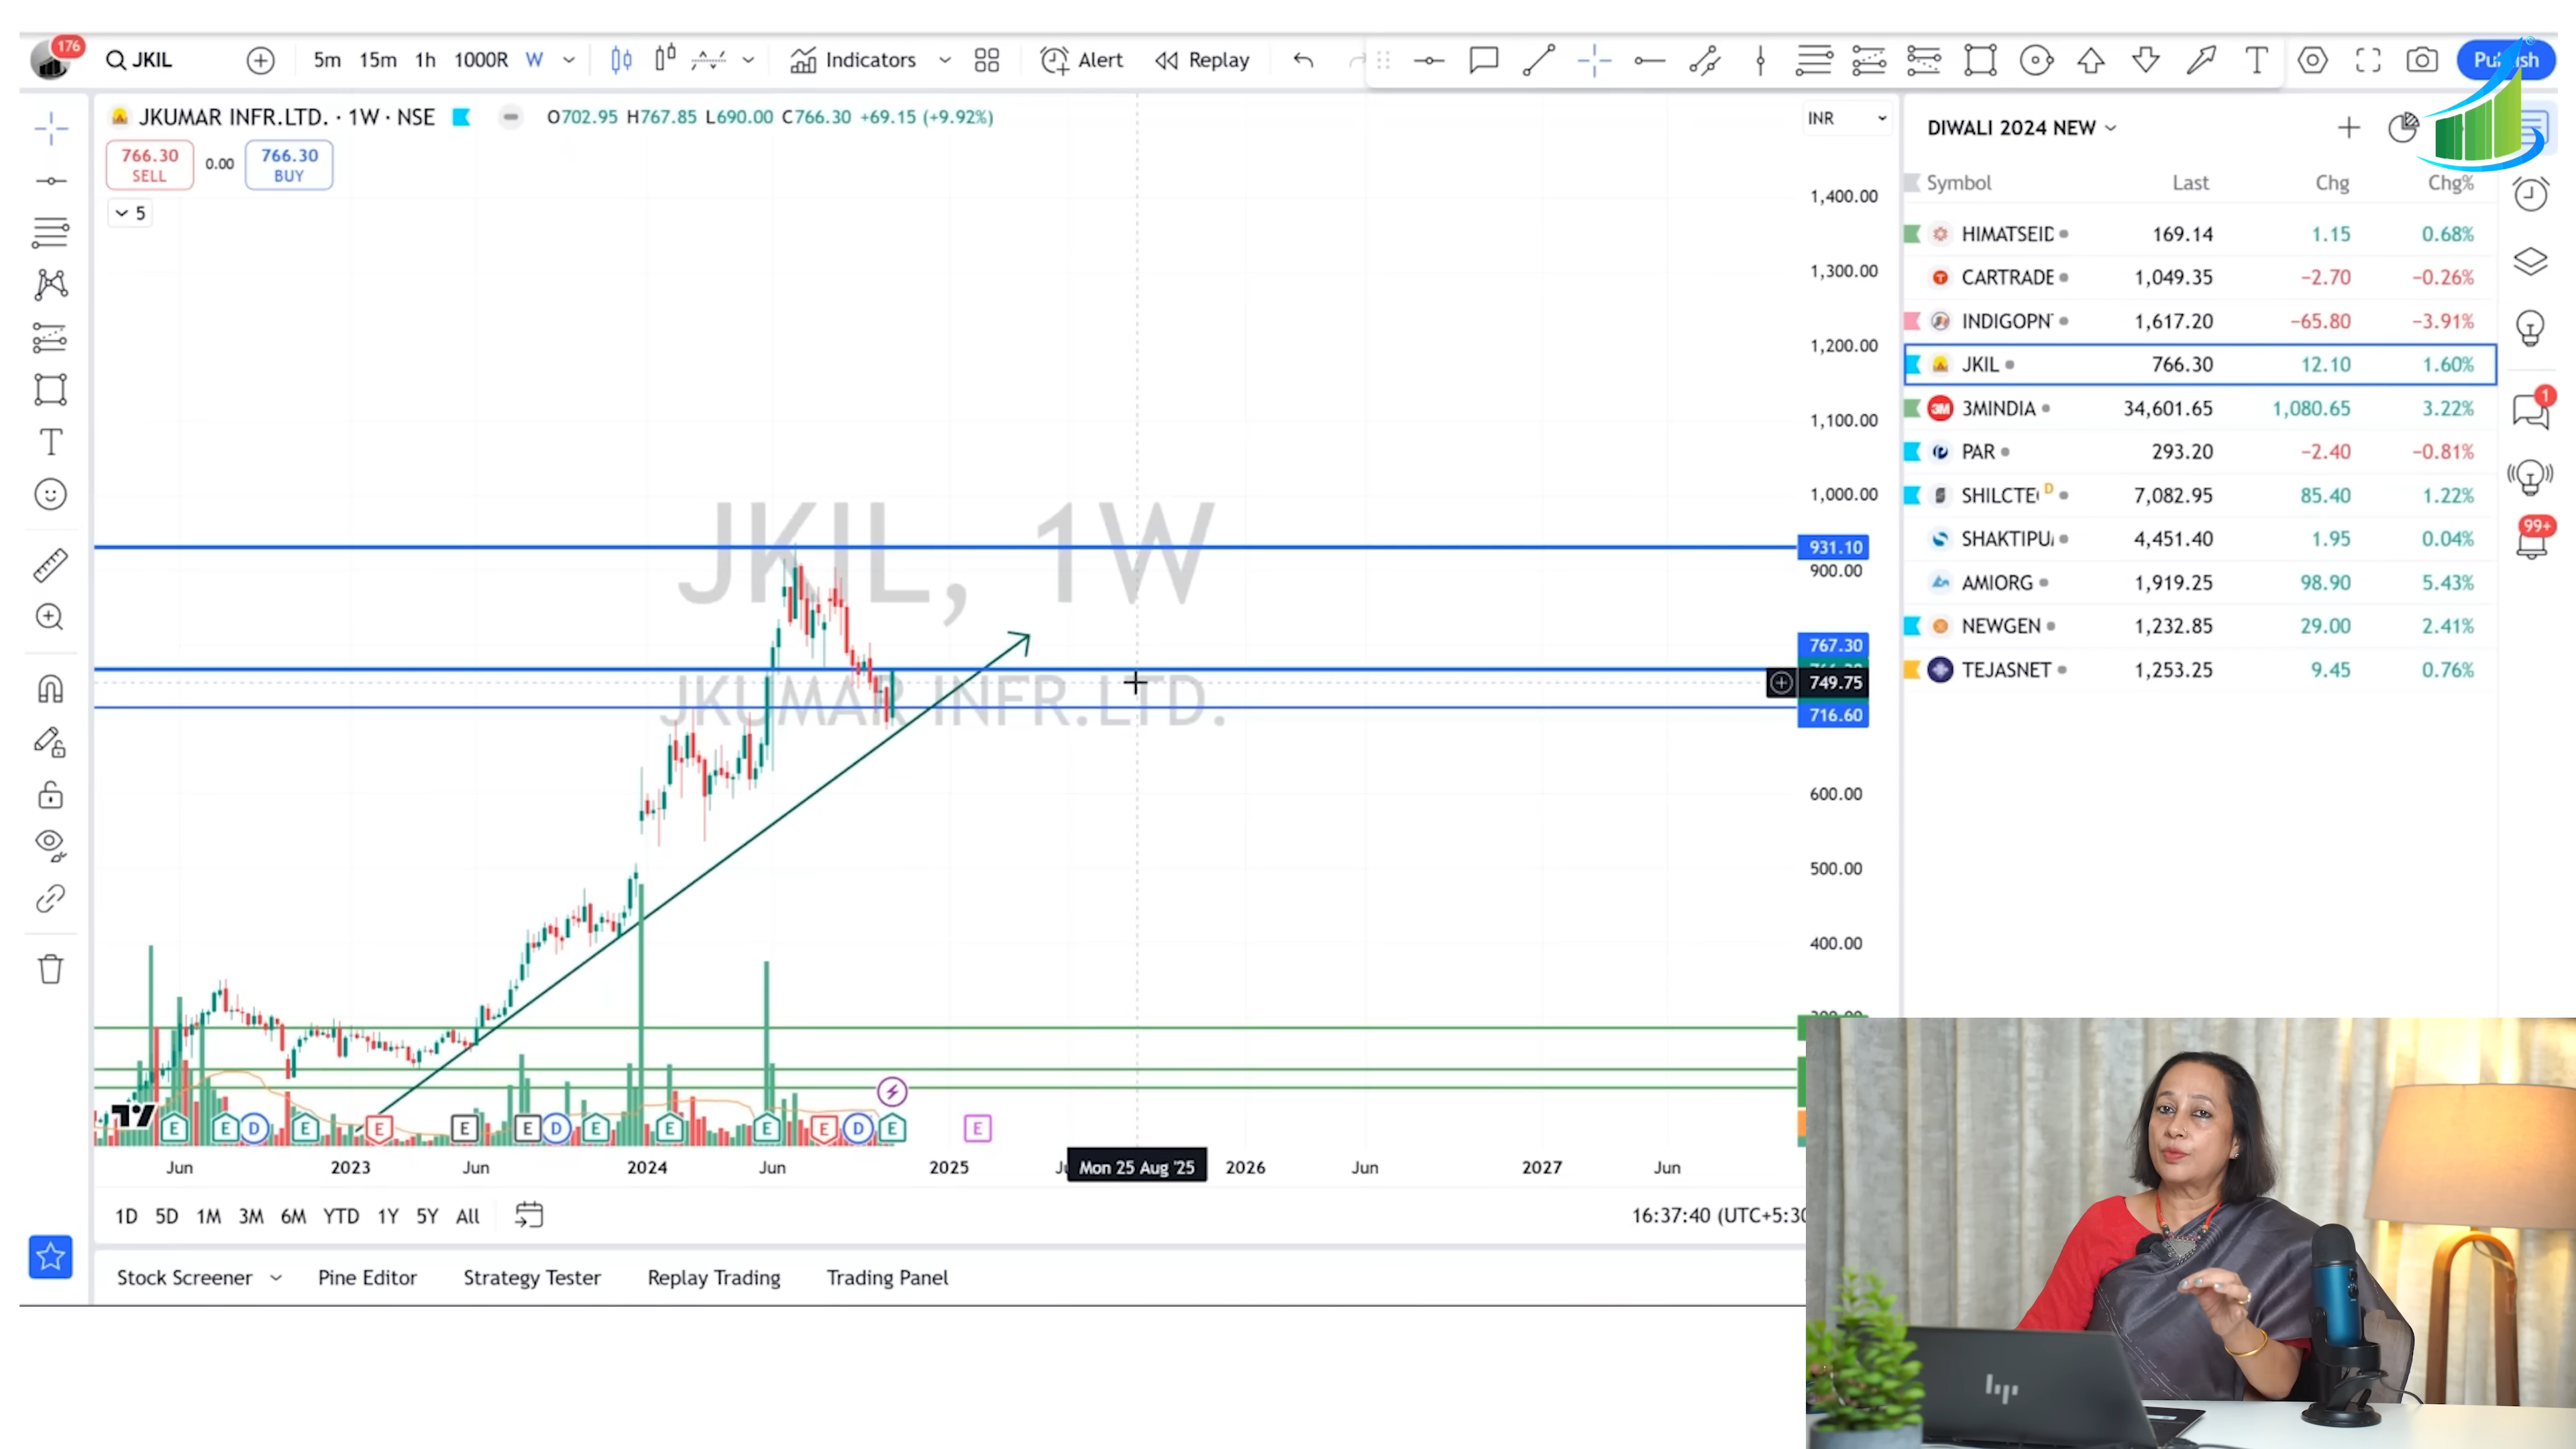 176
JKIL
5m 15m 1h 1000R W
Indicators
Alert
Replay
JKUMAR INFR.LTD. · 1W · NSE
O702.95 H767.85 L690.00 C766.30 +69.15 (+9.92%)
766.30
SELL
0.00
766.30
BUY
5
INR
1,400.00
1,300.00
1,200.00
1,100.00
1,000.00
931.10
900.00
767.30
749.75
716.60
600.00
500.00
400.00
JKIL, 1W
JKUMAR INFR.LTD.
E E D E E E E D E E E E D E E
Jun 2023 Jun 2024 Jun 2025 Mon 25 Aug '25 2026 Jun 2027 Jun
1D 5D 1M 3M 6M YTD 1Y 5Y All
16:37:40 (UTC+5:30
Stock Screener Pine Editor Strategy Tester Replay Trading Trading Panel
DIWALI 2024 NEW
Symbol Last Chg Chg%
HIMATSEID 169.14 1.15 0.68%
CARTRADE 1,049.35 −2.70 −0.26%
INDIGOPN 1,617.20 −65.80 −3.91%
JKIL 766.30 12.10 1.60%
3M 3MINDIA 34,601.65 1,080.65 3.22%
PAR 293.20 −2.40 −0.81%
SHILCTE D 7,082.95 85.40 1.22%
SHAKTIPU 4,451.40 1.95 0.04%
AMIORG 1,919.25 98.90 5.43%
NEWGEN 1,232.85 29.00 2.41%
TEJASNET 1,253.25 9.45 0.76%
1
99+
hp